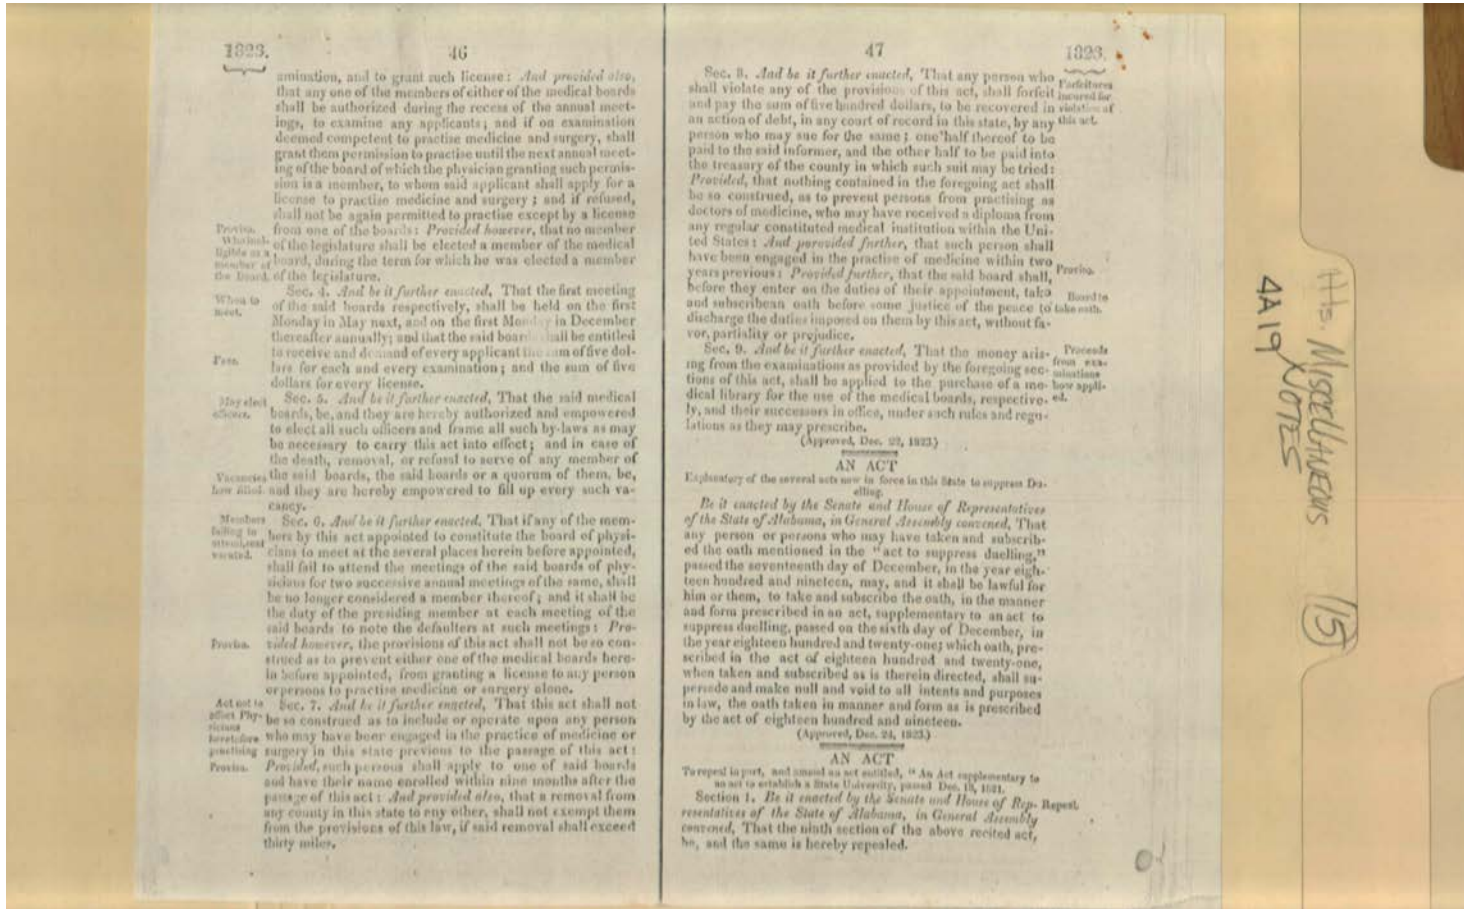 1823.
46
amination, and to grant such license: And provided also,
that any one of the members of either of the medical boards
shall be authorized during the recess of the annual meet-
ings, to examine any applicants; and if on examination
deemed competent to practise medicine and surgery, shall
grant them permission to practise until the next annual meet-
ing of the board of which the physician granting such permis-
sion is a member, to whom said applicant shall apply for a
license to practise medicine and surgery; and if refused,
shall not be again permitted to practise except by a license
Proviso.
from one of the boards: Provided however, that no member
of the legislature shall be elected a member of the medical
board, during the term for which he was elected a member
of the legislature.
ligible as a
member of
the board.
When to
meet.
Sec. 4. And be it further enacted, That the first meeting
of the said boards respectively, shall be held on the first
Monday in May next, and on the first Monday in December
thereafter annually; and that the said board shall be entitled
to receive and demand of every applicant the sum of five dol-
Fees.
lars for each and every examination; and the sum of five
dollars for every license.
May elect
officers.
Sec. 5. And be it further enacted, That the said medical
boards, be, and they are hereby authorized and empowered
to elect all such officers and frame all such by-laws as may
be necessary to carry this act into effect; and in case of
the death, removal, or refusal to serve of any member of
the said boards, the said boards or a quorum of them, be,
and they are hereby empowered to fill up every such va-
cancy.
Vacancies
how filled.
Members
failing to
attend, seat
vacated.
Sec. 6. And be it further enacted, That if any of the mem-
bers by this act appointed to constitute the board of physi-
cians to meet at the several places herein before appointed,
shall fail to attend the meetings of the said boards of phy-
sicians for two successive annual meetings of the same, shall
be no longer considered a member thereof; and it shall be
the duty of the presiding member at each meeting of the
said boards to note the defaulters at such meetings: Pro-
Proviso.
vided however, the provisions of this act shall not be so con-
strued as to prevent either one of the medical boards here-
in before appointed, from granting a license to any person
or persons to practise medicine or surgery alone.
Act not to
affect Phy-
sicians
heretofore
practising
Sec. 7. And be it further enacted, That this act shall not
be so construed as to include or operate upon any person
who may have been engaged in the practice of medicine or
surgery in this state previous to the passage of this act:
Proviso.
Provided, such persons shall apply to one of said boards
and have their name enrolled within nine months after the
passage of this act: And provided also, that a removal from
any county in this state to any other, shall not exempt them
from the provisions of this law, if said removal shall exceed
thirty miles.
47
1823.
Sec. 8. And be it further enacted, That any person who
shall violate any of the provisions of this act, shall forfeit
and pay the sum of five hundred dollars, to be recovered in
an action of debt, in any court of record in this state, by any
person who may sue for the same; one half thereof to be
paid to the said informer, and the other half to be paid into
the treasury of the county in which such suit may be tried:
Provided, that nothing contained in the foregoing act shall
be so construed, as to prevent persons from practising as
doctors of medicine, who may have received a diploma from
any regular constituted medical institution within the Uni-
ted States: And porovided further, that such person shall
have been engaged in the practise of medicine within two
years previous: Provided further, that the said board shall,
before they enter on the duties of their appointment, take
and subscribe an oath before some justice of the peace to
discharge the duties imposed on them by this act, without fa-
vor, partiality or prejudice.
Forfeitures
incured for
violation of
this act.
Proviso.
Board to
take oath.
Sec. 9. And be it further enacted, That the money aris-
ing from the examinations as provided by the foregoing sec-
tions of this act, shall be applied to the purchase of a me-
dical library for the use of the medical boards, respective-
ly, and their successors in office, under such rules and regu-
lations as they may prescribe.
Proceeds
from exa-
minations
how appli-
ed.
(Approved, Dec. 22, 1823.)
AN ACT
Explanatory of the several acts now in force in this State to suppress Du-
elling.
Be it enacted by the Senate and House of Representatives
of the State of Alabama, in General Assembly convened, That
any person or persons who may have taken and subscrib-
ed the oath mentioned in the "act to suppress duelling,"
passed the seventeenth day of December, in the year eigh-
teen hundred and nineteen, may, and it shall be lawful for
him or them, to take and subscribe the oath, in the manner
and form prescribed in an act, supplementary to an act to
suppress duelling, passed on the sixth day of December, in
the year eighteen hundred and twenty-one; which oath, pre-
scribed in the act of eighteen hundred and twenty-one,
when taken and subscribed as is therein directed, shall su-
persede and make null and void to all intents and purposes
in law, the oath taken in manner and form as is prescribed
by the act of eighteen hundred and nineteen.
(Approved, Dec. 24, 1823.)
AN ACT
To repeal in part, and amend an act entitled, "An Act supplementary to
an act to establish a State University, passed Dec. 18, 1821.
Section 1. Be it enacted by the Senate and House of Rep-
resentatives of the State of Alabama, in General Assembly
convened, That the ninth section of the above recited act,
be, and the same is hereby repealed.
Repeal.
4A19
MISCELLANEOUS
NOTES
15